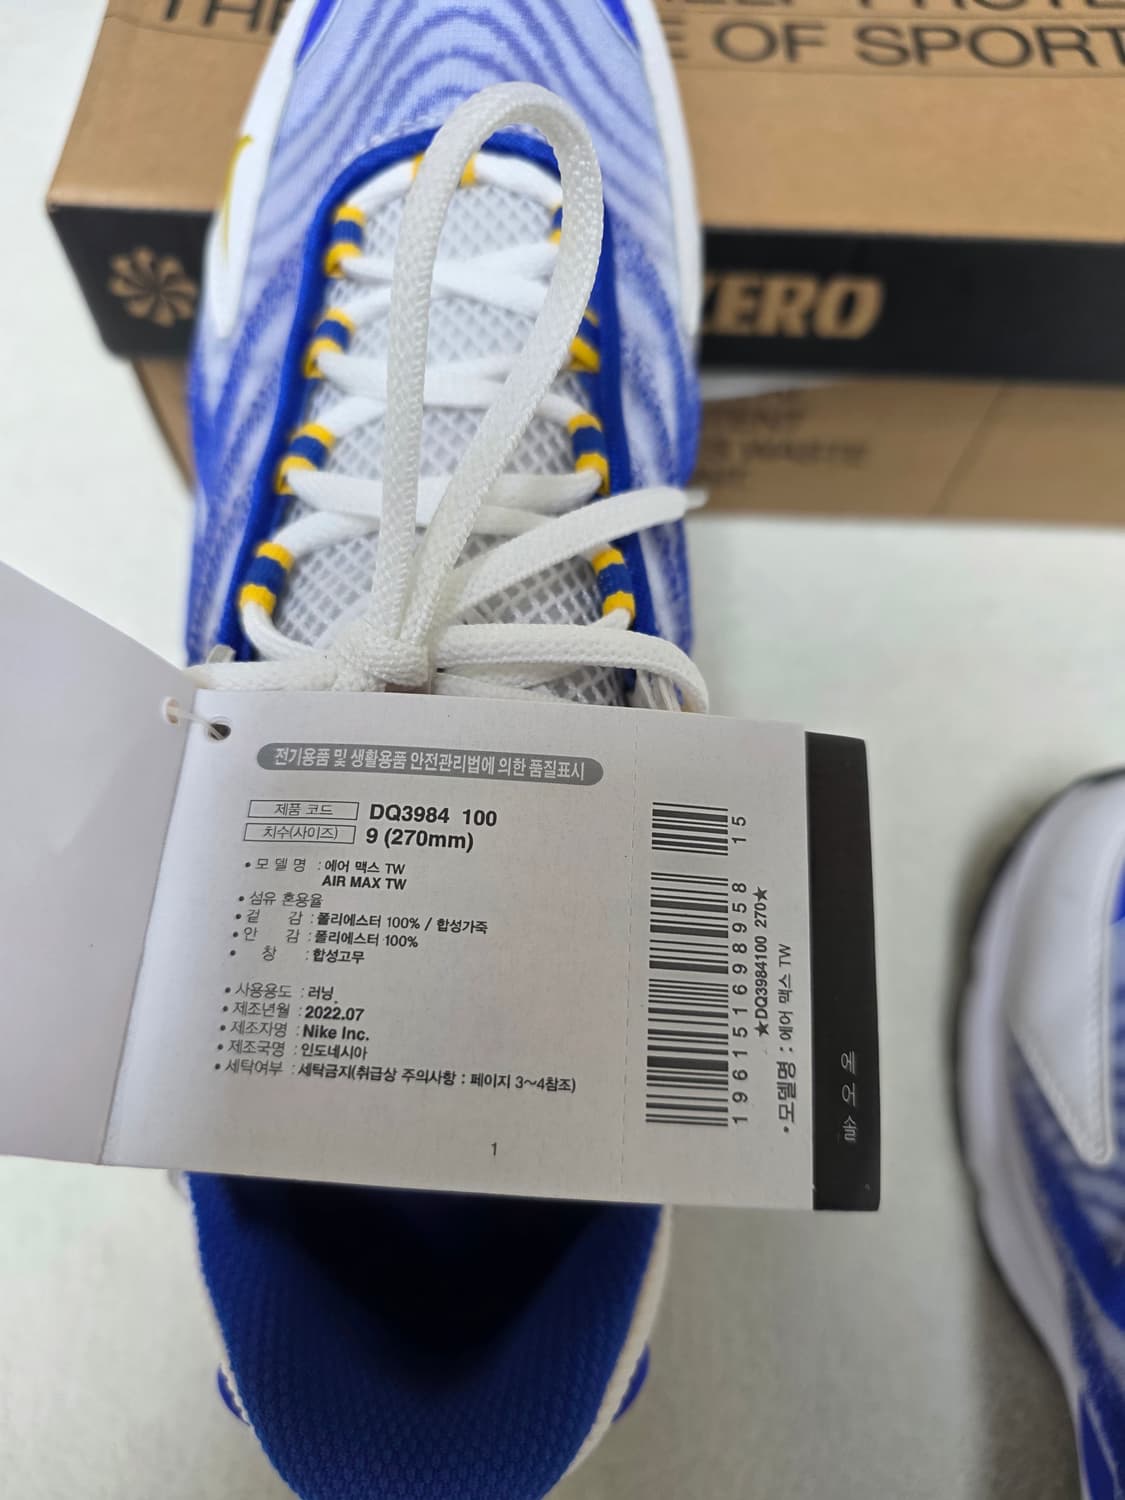 E OF SPORT
ZERO
전기용품 및 생활용품 안전관리법에 의한 품질표시
제품 코드 DQ3984 100
치수(사이즈) 9 (270mm)
• 모 델 명 : 에어 맥스 TW
AIR MAX TW
• 섬유 혼용율
• 겉 감 : 폴리에스터 100% / 합성가죽
• 안 감 : 폴리에스터 100%
• 창 : 합성고무
• 사용용도 : 러닝
• 제조년월 : 2022.07
• 제조자명 : Nike Inc.
• 제조국명 : 인도네시아
• 세탁여부 : 세탁금지(취급상 주의사항 : 페이지 3~4참조)
1
15
196151698958
★DQ3984100 270★
•모델명 : 에어 맥스 TW
에어솔